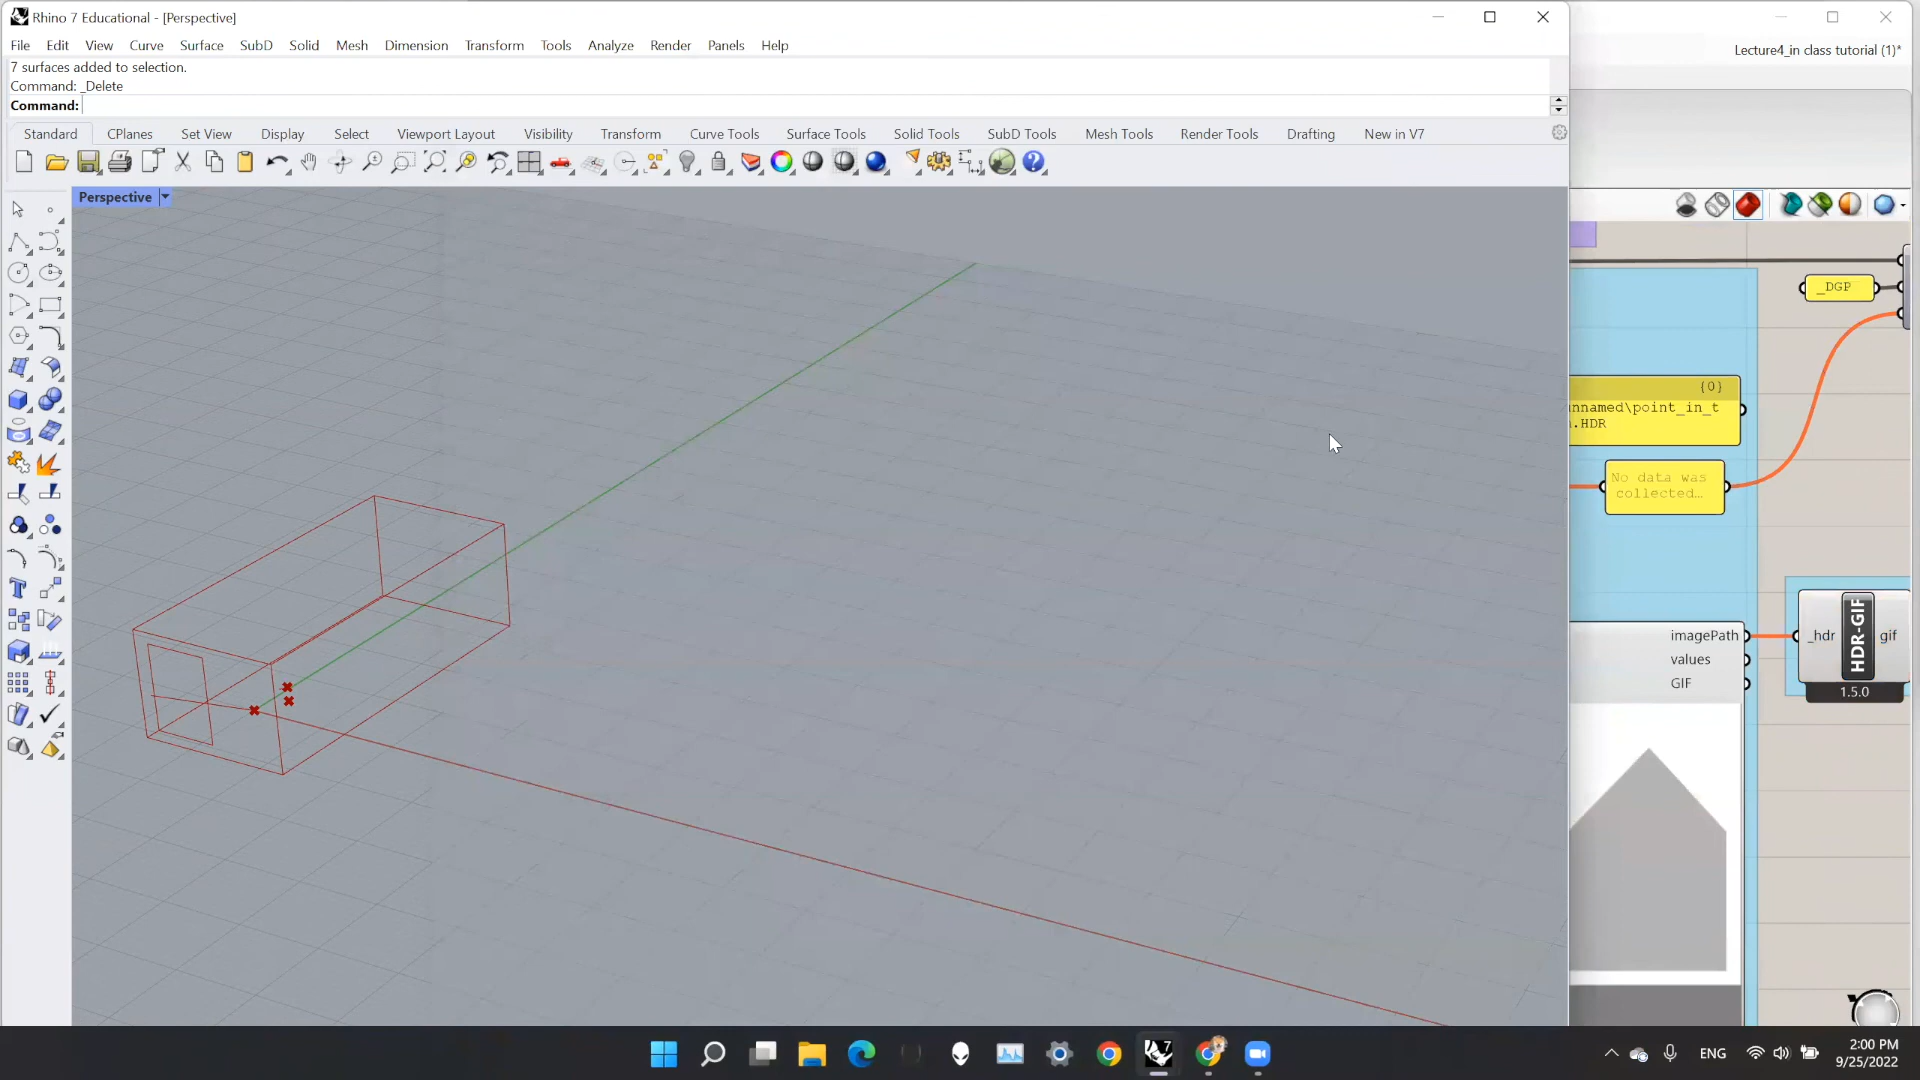 Rhino 7 Educational - [Perspective]
File Edit View Curve Surface SubD Solid Mesh Dimension Transform Tools Analyze Render Panels Help
7 surfaces added to selection.
Command: _Delete
Command:
Standard CPlanes Set View Display Select Viewport Layout Visibility Transform Curve Tools Surface Tools Solid Tools SubD Tools Mesh Tools Render Tools Drafting New in V7
Perspective
Lecture4_in class tutorial (1)*
_DGP
{0}
unnamed\point_in_t
.HDR
No data was
collected…
imagePath
values
GIF
_hdr
HDR-GIF
gif
1.5.0
ENG
2:00 PM
9/25/2022